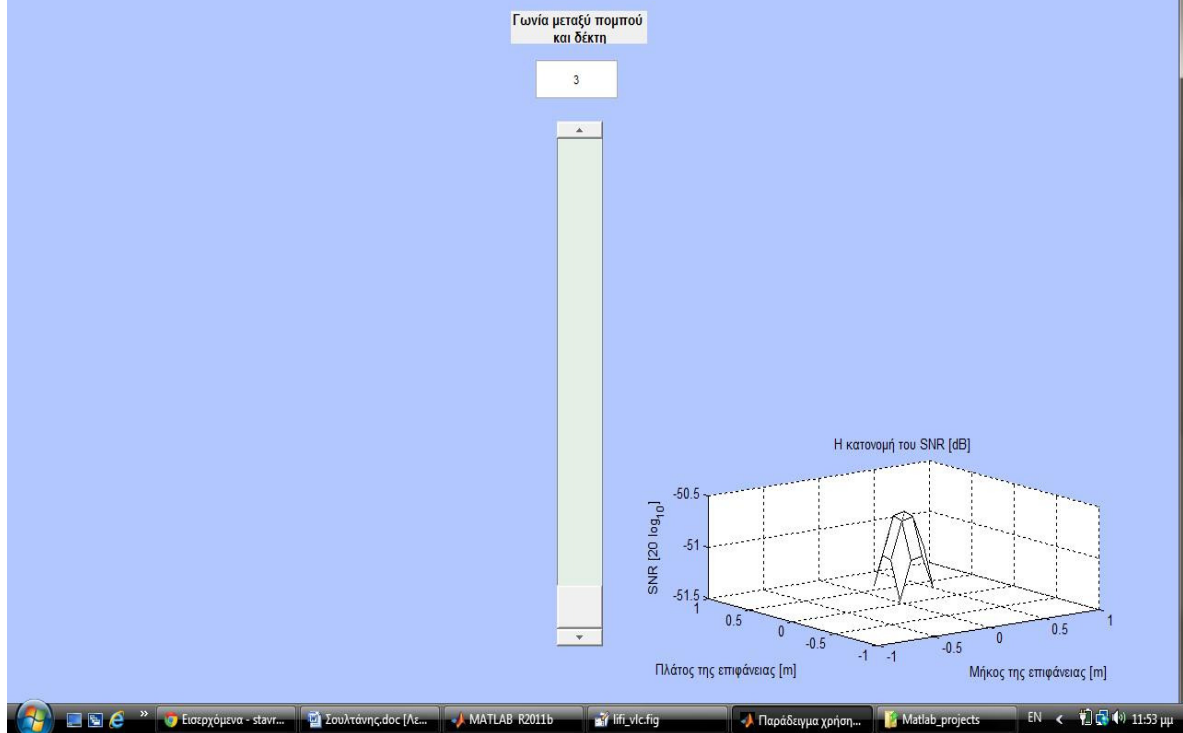 Γωνία μεταξύ πομπού
και δέκτη
3
Η κατονομή του SNR [dB]
-50.5
-51
-51.5
SNR [20 log10]
1
0.5
0
-0.5
-1
-1
-0.5
0
0.5
1
Πλάτος της επιφάνειας [m]
Μήκος της επιφάνειας [m]
» Εισερχόμενα - stavr... Σουλτάνης.doc [Λε... MATLAB R2011b lifi_vlc.fig Παράδειγμα χρήση... Matlab_projects EN 11:53 μμ